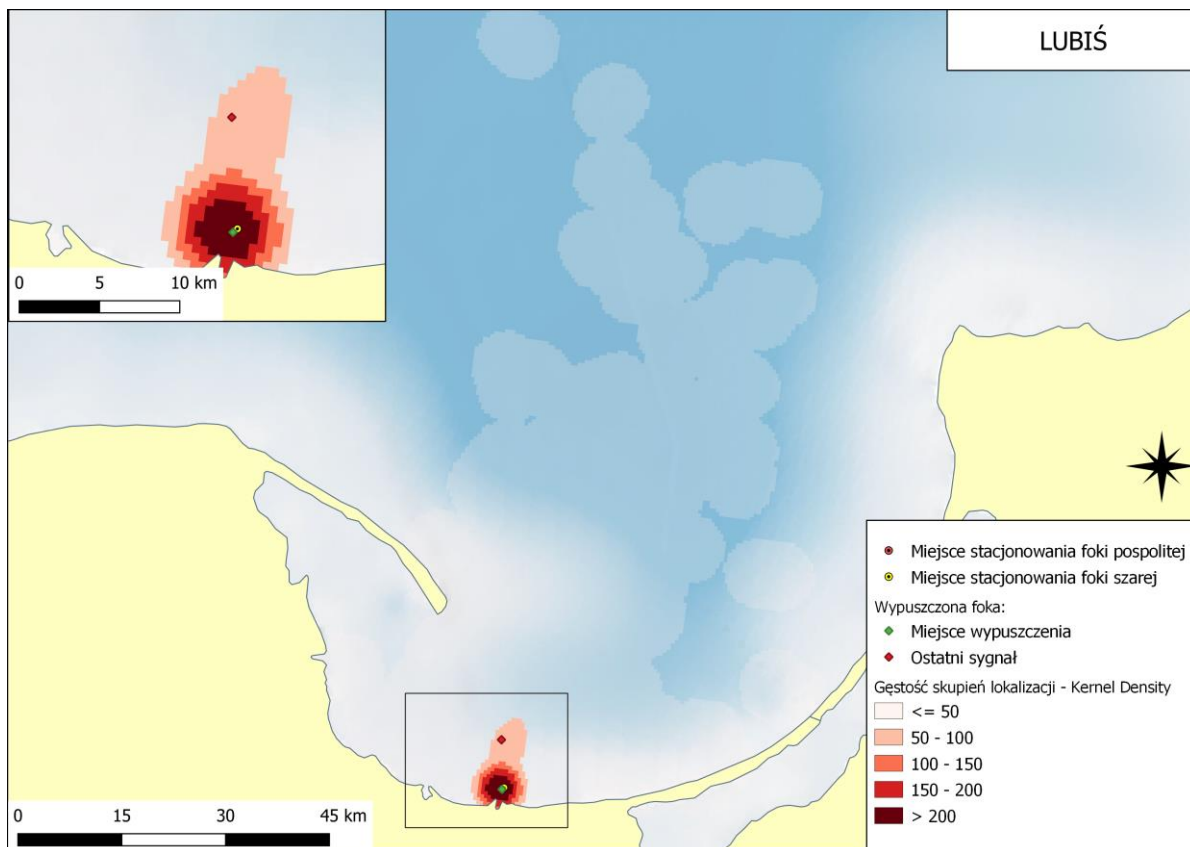 LUBIŚ
0 5 10 km
Miejsce stacjonowania foki pospolitej
Miejsce stacjonowania foki szarej
Wypuszczona foka:
Miejsce wypuszczenia
Ostatni sygnał
Gęstość skupień lokalizacji - Kernel Density
<= 50
50 - 100
100 - 150
150 - 200
> 200
0 15 30 45 km